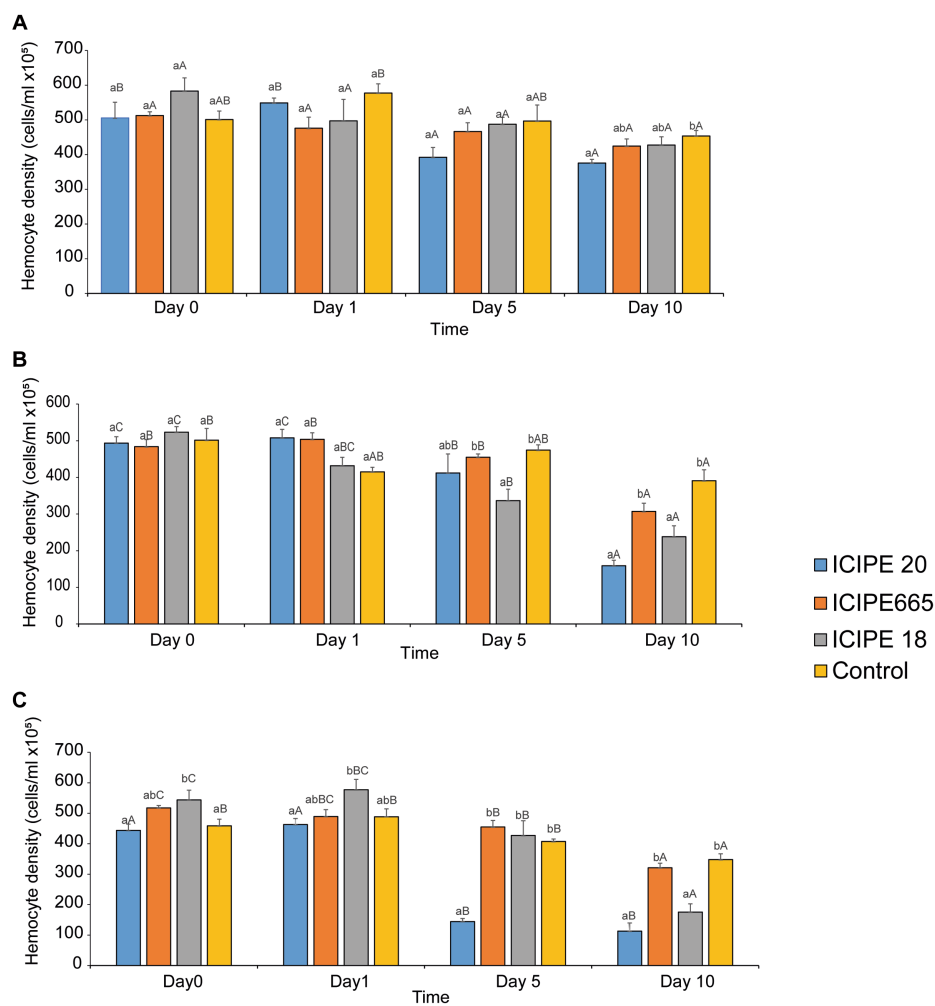 A
Hemocyte density (cells/ml x10⁵)
700
600
500
400
300
200
100
0
aB aA aA aAB aB aA aA aB aA aA aA aAB aA abA abA bA
Day 0 Day 1 Day 5 Day 10
Time
B
Hemocyte density (cells/ml x10⁵)
600
500
400
300
200
100
0
aC aB aC aB aC aB aBC aAB abB bB aB bAB aA bA aA bA
Day 0 Day 1 Day 5 Day 10
Time
ICIPE 20
ICIPE665
ICIPE 18
Control
C
Hemocyte density (cells/ml x10⁵)
700
600
500
400
300
200
100
0
aA abC bC aB aA abBC bBC abB aB bB bB bB aB bA aA bA
Day0 Day1 Day 5 Day 10
Time